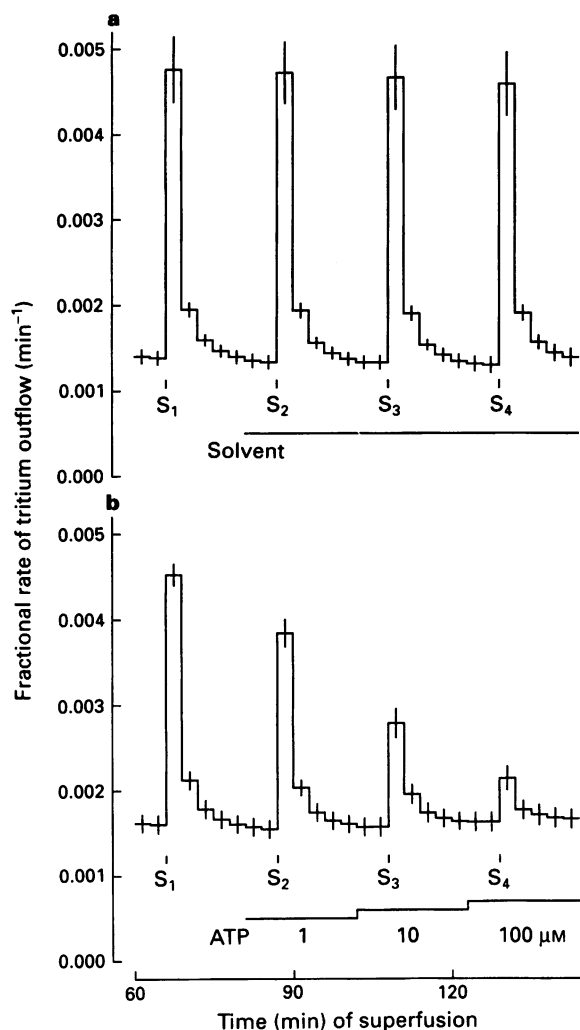 a
0.005
0.004
0.003
0.002
0.001
0.000
S₁ S₂ S₃ S₄
Solvent
b
0.005
0.004
0.003
0.002
0.001
0.000
S₁ S₂ S₃ S₄
ATP 1 10 100 μM
60 90 120
Time (min) of superfusion
Fractional rate of tritium outflow (min⁻¹)